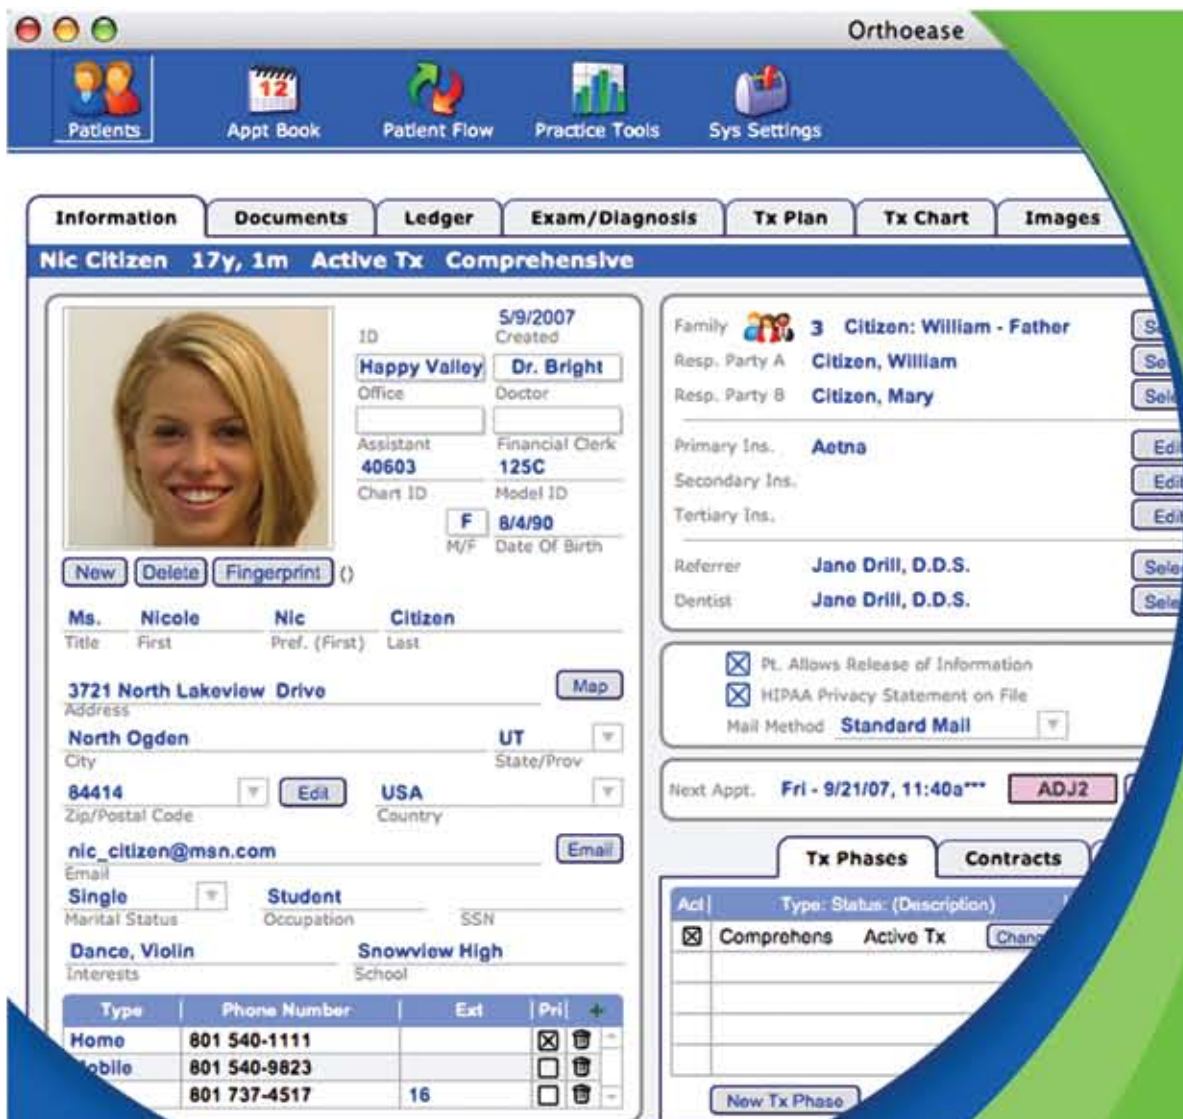 Orthoease
12
Patients Appt Book Patient Flow Practice Tools Sys Settings
Information Documents Ledger Exam/Diagnosis Tx Plan Tx Chart Images
Nic Citizen 17y, 1m Active Tx Comprehensive
5/9/2007
ID Created
Happy Valley Dr. Bright
Office Doctor
Assistant Financial Clerk
40603 125C
Chart ID Model ID
F 8/4/90
M/F Date Of Birth
New Delete Fingerprint ()
Ms. Nicole Nic Citizen
Title First Pref. (First) Last
3721 North Lakeview Drive Map
Address
North Ogden UT
City State/Prov
84414 Edit USA
Zip/Postal Code Country
nic_citizen@msn.com Email
Email
Single Student
Marital Status Occupation SSN
Dance, Violin Snowview High
Interests School
Type Phone Number Ext Pri +
Home 801 540-1111
Mobile 801 540-9823
801 737-4517 16
Family 3 Citizen: William - Father
Resp. Party A Citizen, William
Resp. Party B Citizen, Mary Sele
Primary Ins. Aetna Edi
Secondary Ins. Edit
Tertiary Ins. Edit
Referrer Jane Drill, D.D.S. Selec
Dentist Jane Drill, D.D.S. Sele
Pt. Allows Release of Information
HIPAA Privacy Statement on File
Mail Method Standard Mail
Next Appt. Fri - 9/21/07, 11:40a*** ADJ2
Tx Phases Contracts
Act Type: Status: (Description)
Comprehens Active Tx Chang
New Tx Phase